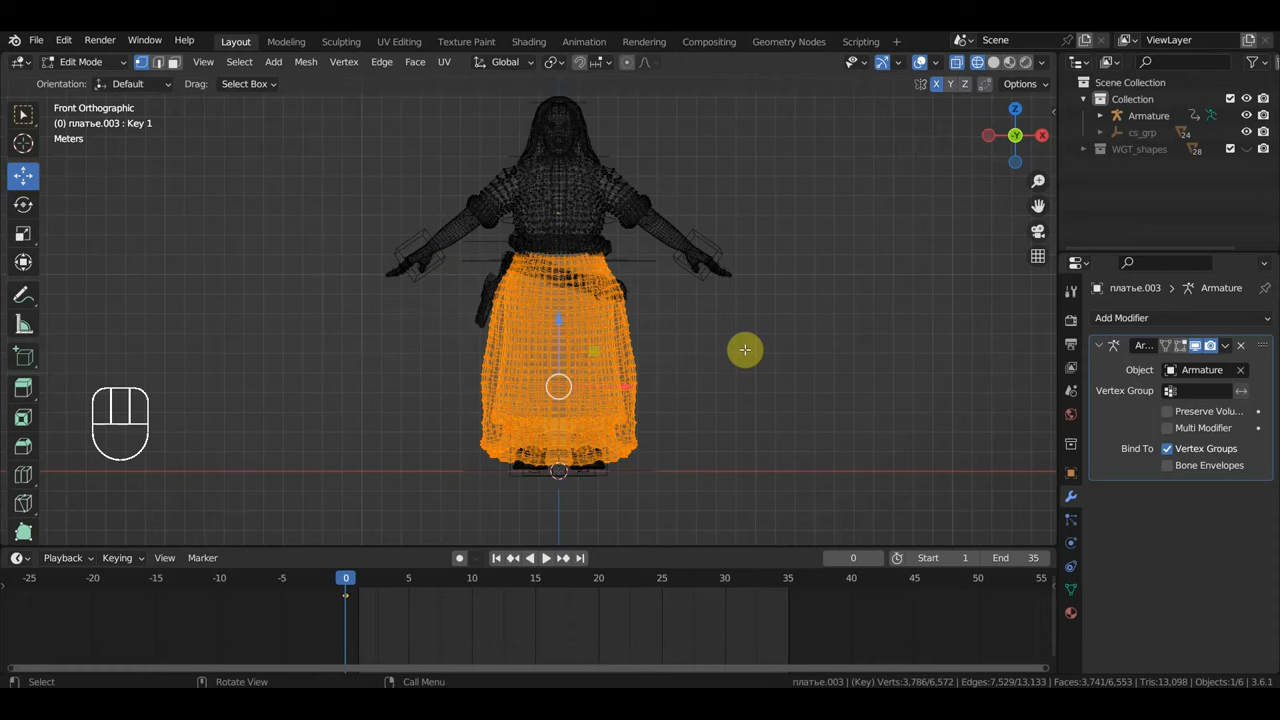 File Edit Render Window Help Layout Modeling Sculpting UV Editing Texture Paint Shading Animation Rendering Compositing Geometry Nodes Scripting + Scene ViewLayer
Edit Mode View Select Add Mesh Vertex Edge Face UV Global
Orientation: Default Drag: Select Box X Y Z Options
Scene Collection
Collection
Armature
cs_grp 24
WGT_shapes 28
Front Orthographic
(0) платье.003 : Key 1
Meters
Z
-Y
X
платье.003 Armature
Add Modifier
Ar...
Object Armature
Vertex Group
Preserve Volu...
Multi Modifier
Bind To Vertex Groups
Bone Envelopes
Playback Keying View Marker 0 Start 1 End 35
-25 -20 -15 -10 -5 0 5 10 15 20 25 30 35 40 45 50 55
Select Rotate View Call Menu платье.003 | (Key) Verts:3,786/6,572 | Edges:7,529/13,133 | Faces:3,741/6,553 | Tris:13,098 | Objects:1/6 | 3.6.1